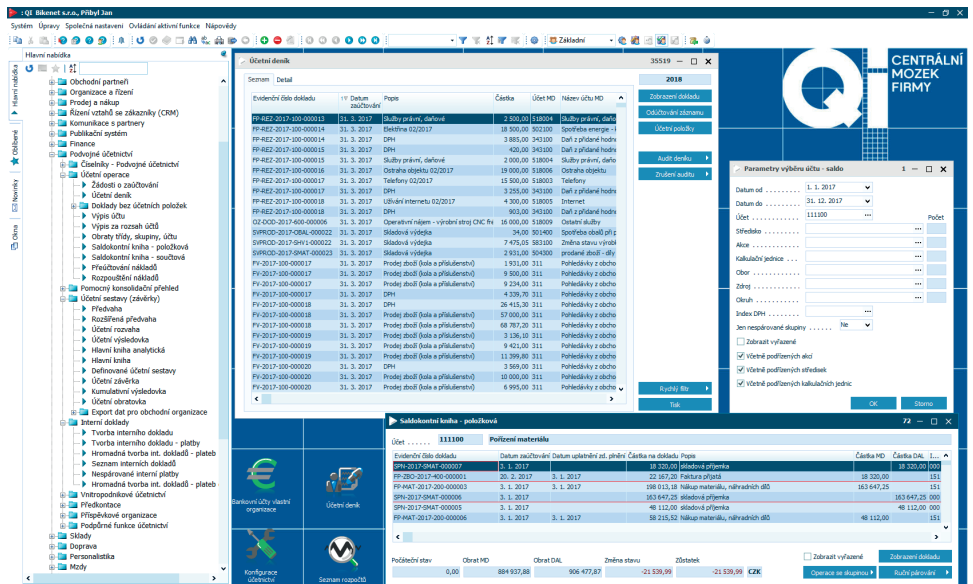 : QI Bikenet s.r.o., Přibyl Jan
Systém Úpravy Společná nastavení Ovládání aktivní funkce Nápovědy
Základní
Hlavní nabídka
Hlavní nabídka
Oblíbené
Novinky
Okna
Obchodní partneři
Organizace a řízení
Prodej a nákup
Řízení vztahů se zákazníky (CRM)
Komunikace s partnery
Publikační systém
Finance
Podvojné účetnictví
Číselníky - Podvojné účetnictví
Účetní operace
Žádosti o zaúčtování
Účetní deník
Doklady bez účetních položek
Výpis účtu
Výpis za rozsah účtů
Obraty třídy, skupiny, účtu
Saldokontní kniha - položková
Saldokontní kniha - součtová
Přeúčtování nákladů
Rozpouštění nákladů
Pomocný konsolidační přehled
Účetní sestavy (závěrky)
Předvaha
Rozšířená předvaha
Účetní rozvaha
Účetní výsledovka
Hlavní kniha analytická
Hlavní kniha
Definované účetní sestavy
Účetní závěrka
Kumulativní výsledovka
Účetní obratovka
Export dat pro obchodní organizace
Interní doklady
Tvorba interního dokladu
Tvorba interního dokladu - platby
Hromadná tvorba int. dokladů - plateb
Seznam interních dokladů
Nespárované interní platby
Hromadná tvorba int. dokladů - plateb
Vnitropodnikové účetnictví
Předkontace
Příspěvkové organizace
Podpůrné funkce účetnictví
Sklady
Doprava
Personalistika
Mzdy
Účetní deník 35519
Seznam Detail
Evidenční číslo dokladu Datum zaúčtování Popis Částka Účet MD Název účtu MD
FP-REZ-2017-100-000013 31. 3. 2017 Služby právní, daňové 2 500,00 518004 Služby právní, daňo
FP-REZ-2017-100-000014 31. 3. 2017 Elektřina 02/2017 18 500,00 502100 Spotřeba energie - e
FP-REZ-2017-100-000014 31. 3. 2017 DPH 3 885,00 343100 Daň z přidané hodn
FP-REZ-2017-100-000015 31. 3. 2017 DPH 420,00 343100 Daň z přidané hodn
FP-REZ-2017-100-000015 31. 3. 2017 Služby právní, daňové 2 000,00 518004 Služby právní, daňo
FP-REZ-2017-100-000016 31. 3. 2017 Ostraha objektu 02/2017 19 000,00 518006 Ostraha objektu
FP-REZ-2017-100-000017 31. 3. 2017 Telefony 02/2017 15 500,00 518003 Telefony
FP-REZ-2017-100-000017 31. 3. 2017 DPH 3 255,00 343100 Daň z přidané hodn
FP-REZ-2017-100-000018 31. 3. 2017 Užívání internetu 02/2017 4 300,00 518005 Internet
FP-REZ-2017-100-000018 31. 3. 2017 DPH 903,00 343100 Daň z přidané hodn
OZ-DOD-2017-600-000006 31. 3. 2017 Operativní nájem - výrobní stroj CNC fré 16 000,00 518009 Ostatní služby
SVPROD-2017-OBAL-000022 31. 3. 2017 Skladová výdejka 34,00 501400 Spotřeba obalů při p
SVPROD-2017-SHV1-000022 31. 3. 2017 Skladová výdejka 7 475,05 583100 Změna stavu výrobk
SVPROD-2017-SMAT-000023 31. 3. 2017 Skladová výdejka 2 931,00 504300 prodané zboží - díly
FV-2017-100-000017 31. 3. 2017 Prodej zboží (kola a příslušenství) 1 931,00 311 Pohledávky z obcho
FV-2017-100-000017 31. 3. 2017 Prodej zboží (kola a příslušenství) 9 500,00 311 Pohledávky z obcho
FV-2017-100-000017 31. 3. 2017 Prodej zboží (kola a příslušenství) 9 234,00 311 Pohledávky z obcho
FV-2017-100-000017 31. 3. 2017 DPH 4 339,70 311 Pohledávky z obcho
FV-2017-100-000018 31. 3. 2017 DPH 26 415,30 311 Pohledávky z obcho
FV-2017-100-000018 31. 3. 2017 Prodej zboží (kola a příslušenství) 57 000,00 311 Pohledávky z obcho
FV-2017-100-000018 31. 3. 2017 Prodej zboží (kola a příslušenství) 68 787,20 311 Pohledávky z obcho
FV-2017-100-000019 31. 3. 2017 Prodej zboží (kola a příslušenství) 3 136,10 311 Pohledávky z obcho
FV-2017-100-000019 31. 3. 2017 Prodej zboží (kola a příslušenství) 9 421,00 311 Pohledávky z obcho
FV-2017-100-000019 31. 3. 2017 Prodej zboží (kola a příslušenství) 11 399,80 311 Pohledávky z obcho
FV-2017-100-000020 31. 3. 2017 DPH 3 569,00 311 Pohledávky z obcho
FV-2017-100-000020 31. 3. 2017 Prodej zboží (kola a příslušenství) 10 000,00 311 Pohledávky z obcho
FV-2017-100-000020 31. 3. 2017 Prodej zboží (kola a příslušenství) 6 995,00 311 Pohledávky z obcho
2018
Zobrazení dokladu
Odúčtování záznamu
Účetní položky
Audit deníku
Zrušení auditu
Rychlý filtr
Tisk
QI
CENTRÁLNÍ
MOZEK
FIRMY
Parametry výběru účtu - saldo 1
Datum od 1. 1. 2017
Datum do 31. 12. 2017
Účet 111100 Počet
Středisko
Akce
Kalkulační jednice
Obor
Zdroj
Okruh
Index DPH
Jen nespárované skupiny Ne
Zobrazit vyřazené
Včetně podřízených akcí
Včetně podřízených středisek
Včetně podřízených kalkulačních jednic
OK Storno
Bankovní účty vlastní organizace
Účetní deník
Konfigurace účetnictví
Seznam rozpočtů
Saldokontní kniha - položková 72
Účet 111100 Pořízení materiálu
Evidenční číslo dokladu Datum zaúčtování Datum uplatnění zd. plnění Částka na dokladu Popis Částka MD Částka DAL I...
SPN-2017-SMAT-000007 3. 1. 2017 18 320,00 skladová příjemka 18 320,00 000
FP-ZBO-2017-400-000001 20. 2. 2017 3. 1. 2017 22 167,20 Faktura přijatá 18 320,00 151
FP-MAT-2017-200-000003 3. 1. 2017 3. 1. 2017 198 013,18 Nákup materiálu, náhradních dílů 163 647,25 151
SPN-2017-SMAT-000006 3. 1. 2017 163 647,25 skladová příjemka 163 647,25 000
SPN-2017-SMAT-000005 3. 1. 2017 48 112,00 skladová příjemka 48 112,00 000
FP-MAT-2017-200-000006 3. 1. 2017 3. 1. 2017 58 215,52 Nákup materiálu, náhradních dílů 48 112,00 151
Počáteční stav Obrat MD Obrat DAL Změna stavu Zůstatek
0,00 884 937,88 906 477,87 -21 539,99 -21 539,99 CZK
Zobrazit vyřazené Zobrazení dokladu
Operace se skupinou Ruční párování